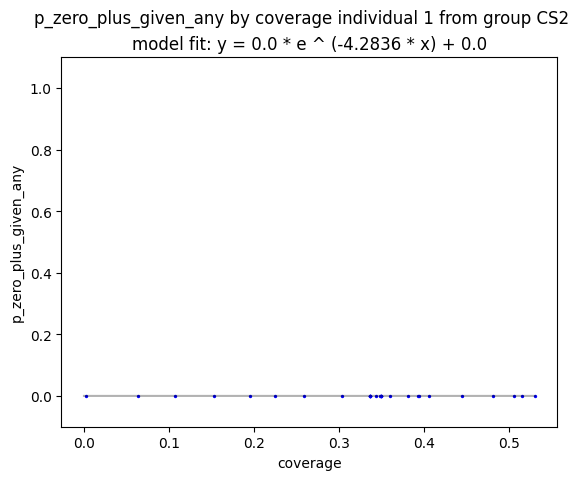 p_zero_plus_given_any by coverage individual 1 from group CS2
model fit: y = 0.0 * e ^ (-4.2836 * x) + 0.0
1.0
0.8
0.6
0.4
0.2
0.0
p_zero_plus_given_any
0.0 0.1 0.2 0.3 0.4 0.5
coverage